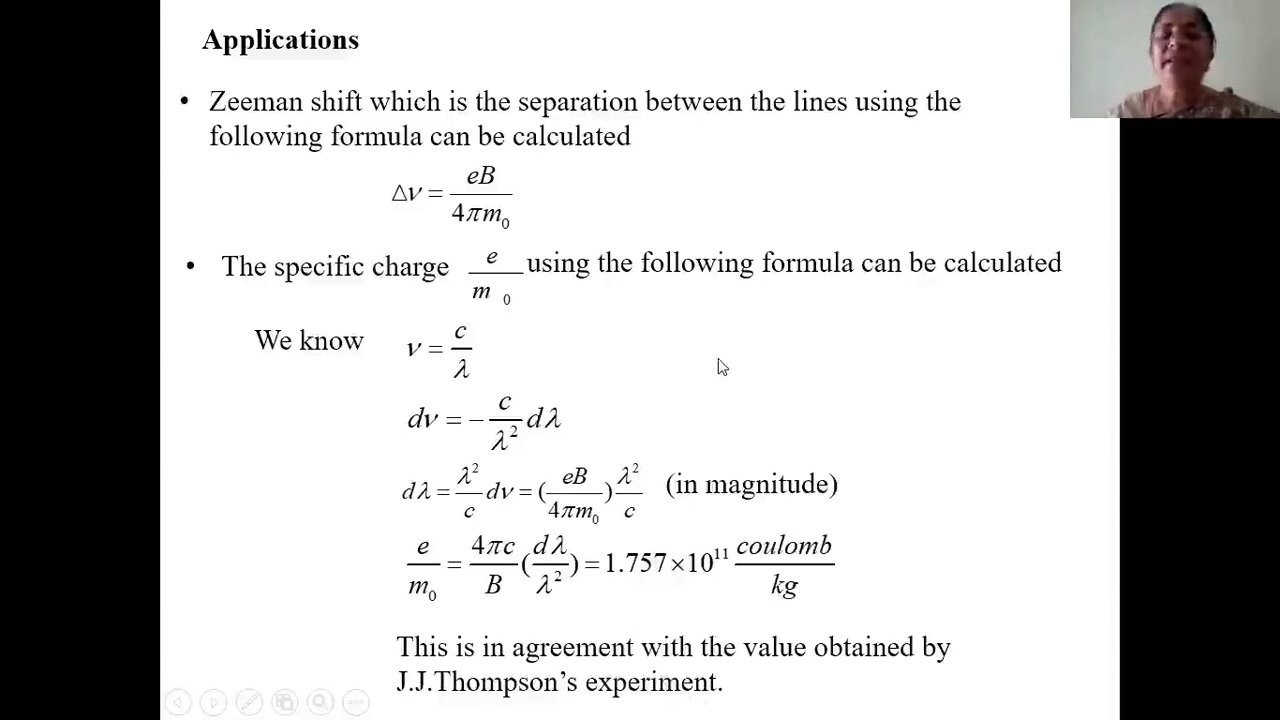 Applications
• Zeeman shift which is the separation between the lines using the
following formula can be calculated
Δν = eB / 4πm₀
• The specific charge e / m ₀ using the following formula can be calculated
We know ν = c / λ
dν = − c / λ² dλ
dλ = λ² / c dν = (eB / 4πm₀) λ² / c (in magnitude)
e / m₀ = 4πc / B (dλ / λ²) = 1.757 × 10¹¹ coulomb / kg
This is in agreement with the value obtained by
J.J.Thompson’s experiment.